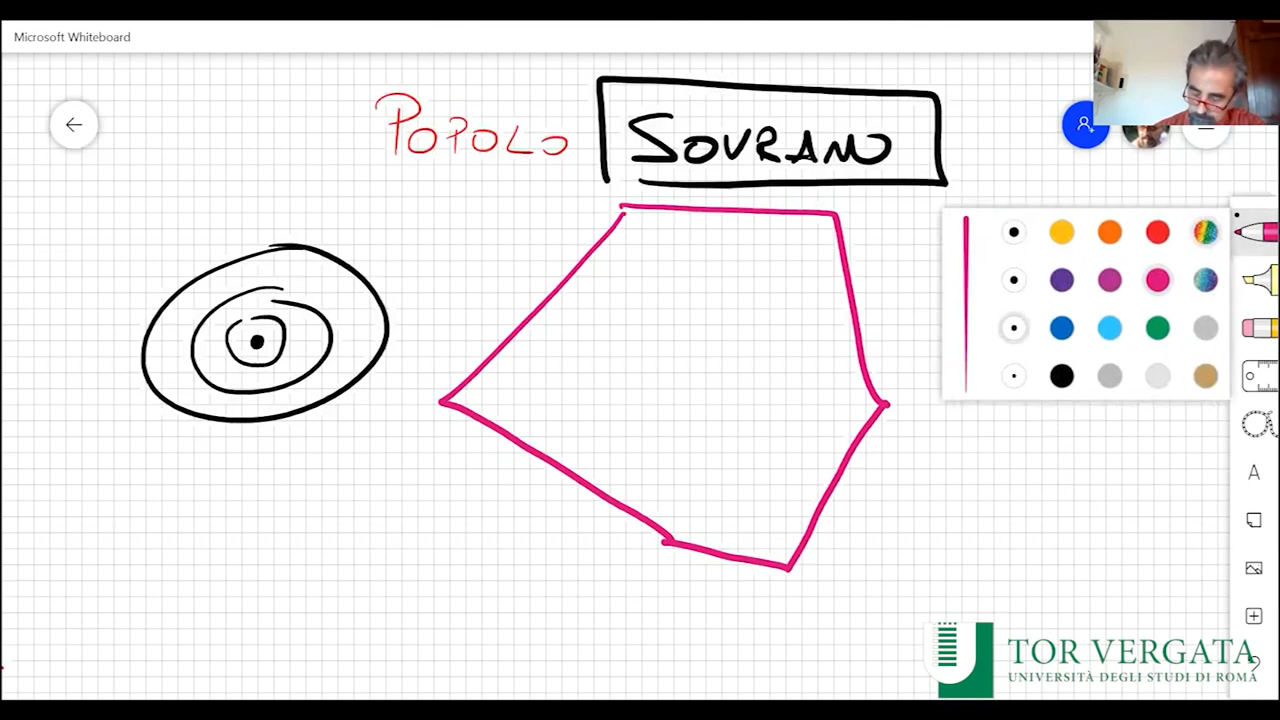 Microsoft Whiteboard
POPOLO SOVRANO
A
TOR VERGATA
UNIVERSITÀ DEGLI STUDI DI ROMA